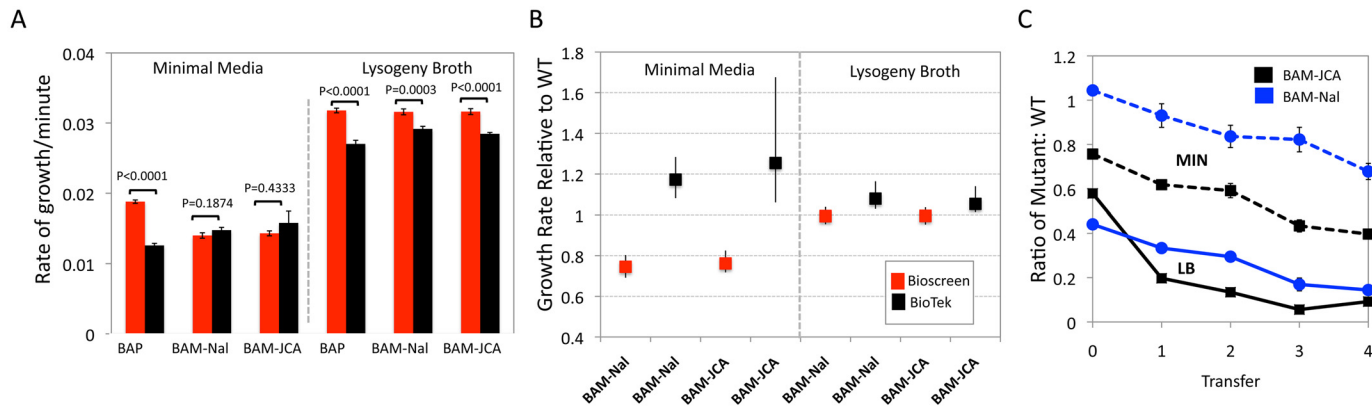 A
Rate of growth/minute
0.04
0.03
0.02
0.01
0
Minimal Media
Lysogeny Broth
P<0.0001
P=0.1874
P=0.4333
P<0.0001
P=0.0003
P<0.0001
BAP
BAM-Nal
BAM-JCA
BAP
BAM-Nal
BAM-JCA
B
Growth Rate Relative to WT
1.8
1.6
1.4
1.2
1
0.8
0.6
0.4
Minimal Media
Lysogeny Broth
Bioscreen
BioTek
BAM-Nal
BAM-Nal
BAM-JCA
BAM-JCA
BAM-Nal
BAM-Nal
BAM-JCA
BAM-JCA
C
Ratio of Mutant: WT
1.2
1
0.8
0.6
0.4
0.2
0
BAM-JCA
BAM-Nal
MIN
LB
0
1
2
3
4
Transfer